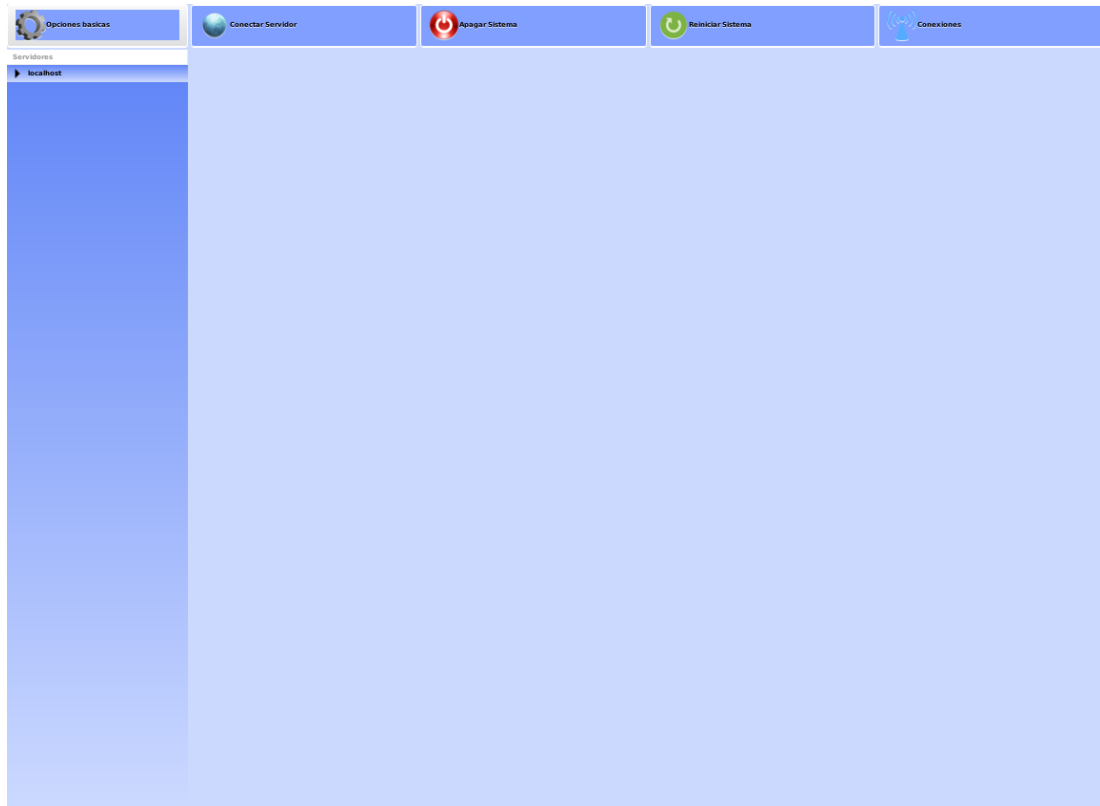 Opciones basicas
Conectar Servidor
Apagar Sistema
Reiniciar Sistema
Conexiones
Servidores
localhost